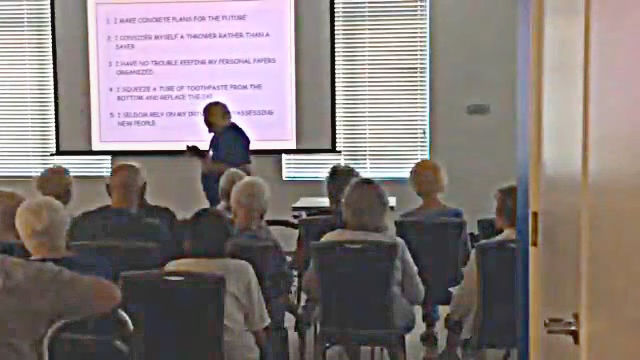 1. I MAKE CONCRETE PLANS FOR THE FUTURE
2. I CONSIDER MYSELF A THROWER RATHER THAN A
SAVER
3. I HAVE NO TROUBLE KEEPING MY PERSONAL PAPERS
ORGANIZED
4. I SQUEEZE A TUBE OF TOOTHPASTE FROM THE
BOTTOM AND REPLACE THE CAP
5. I SELDOM RELY ON MY ASSESSING
NEW PEOPLE